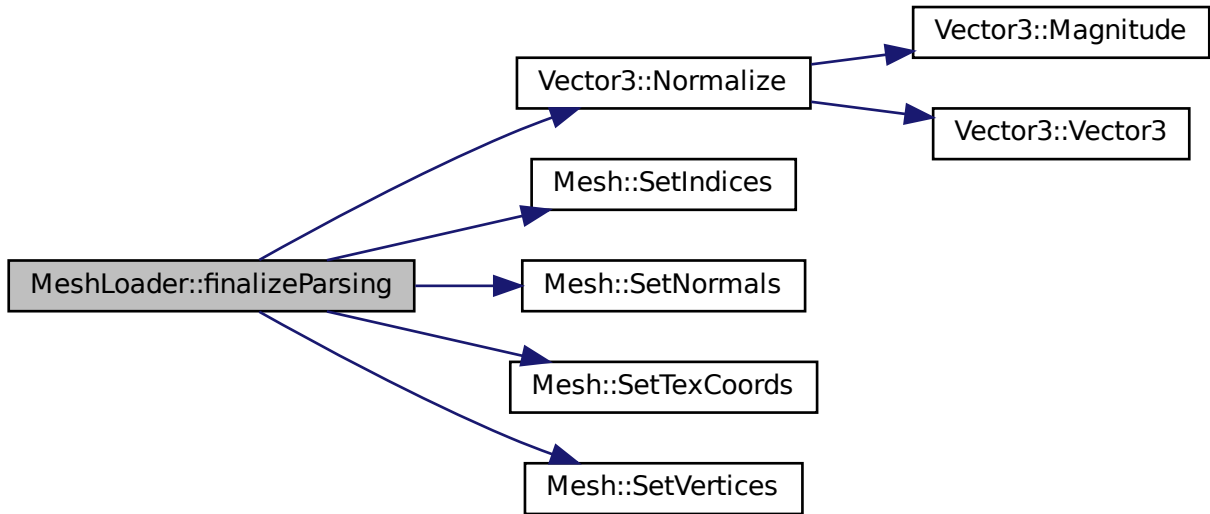 Vector3::Magnitude
Vector3::Normalize
Vector3::Vector3
Mesh::SetIndices
MeshLoader::finalizeParsing
Mesh::SetNormals
Mesh::SetTexCoords
Mesh::SetVertices